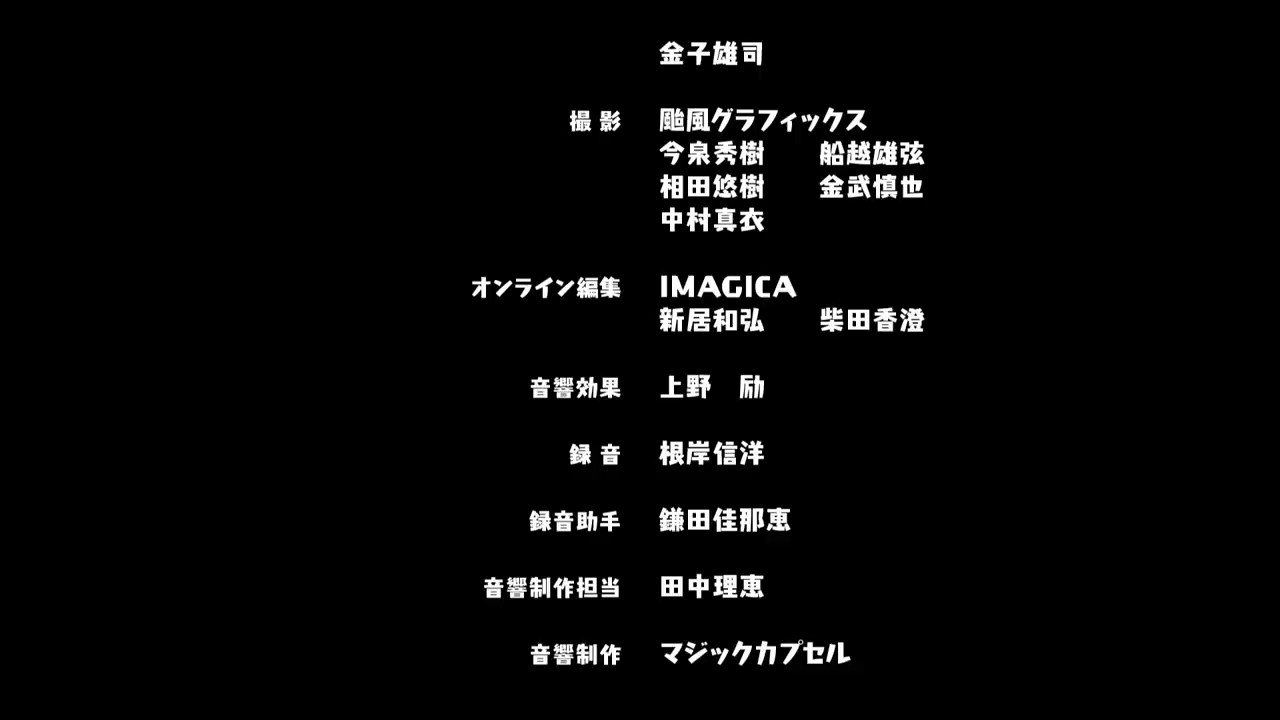 金子雄司
撮影 颱風グラフィックス
今泉秀樹 船越雄弦
相田悠樹 金武慎也
中村真衣
オンライン編集 IMAGICA
新居和弘 柴田香澄
音響効果 上野 励
録音 根岸信洋
録音助手 鎌田佳那恵
音響制作担当 田中理恵
音響制作 マジックカプセル